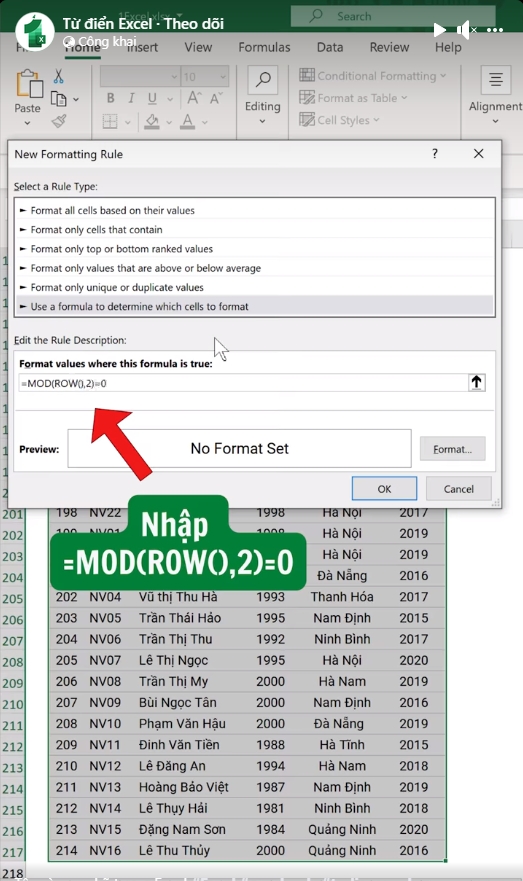 Từ điển Excel · Theo dõi
Công khai
Search
Home
Insert
View
Formulas
Data
Review
Help
Paste
10
B I U
A A
Editing
Conditional Formatting
Format as Table
Cell Styles
Alignment
New Formatting Rule
? ×
Select a Rule Type:
► Format all cells based on their values
► Format only cells that contain
► Format only top or bottom ranked values
► Format only values that are above or below average
► Format only unique or duplicate values
► Use a formula to determine which cells to format
Edit the Rule Description:
Format values where this formula is true:
=MOD(ROW(),2)=0
Preview:
No Format Set
Format...
OK
Cancel
201 198 NV22 1998 Hà Nội 2017
202 1998 Hà Nội 2019
203 Hà Nội 2019
204 Đà Nẵng 2016
Nhập
=MOD(ROW(),2)=0
205 202 NV04 Vũ thị Thu Hà 1993 Thanh Hóa 2017
206 203 NV05 Trần Thái Hảo 1995 Nam Định 2015
207 204 NV06 Trần Thị Thu 1992 Ninh Bình 2017
208 205 NV07 Lê Thị Ngọc 1995 Hà Nội 2020
209 206 NV08 Trần Thị My 2000 Hà Nam 2019
210 207 NV09 Bùi Ngọc Tân 2000 Nam Định 2016
211 208 NV10 Phạm Văn Hậu 2000 Đà Nẵng 2019
212 209 NV11 Đinh Văn Tiền 1988 Hà Tĩnh 2015
213 210 NV12 Lê Đăng An 1994 Hà Nam 2018
214 211 NV13 Hoàng Bảo Việt 1987 Nam Định 2019
215 212 NV14 Lê Thụy Hải 1981 Ninh Bình 2018
216 213 NV15 Đặng Nam Sơn 1984 Quảng Ninh 2020
217 214 NV16 Lê Thu Thủy 2000 Quảng Ninh 2016
218